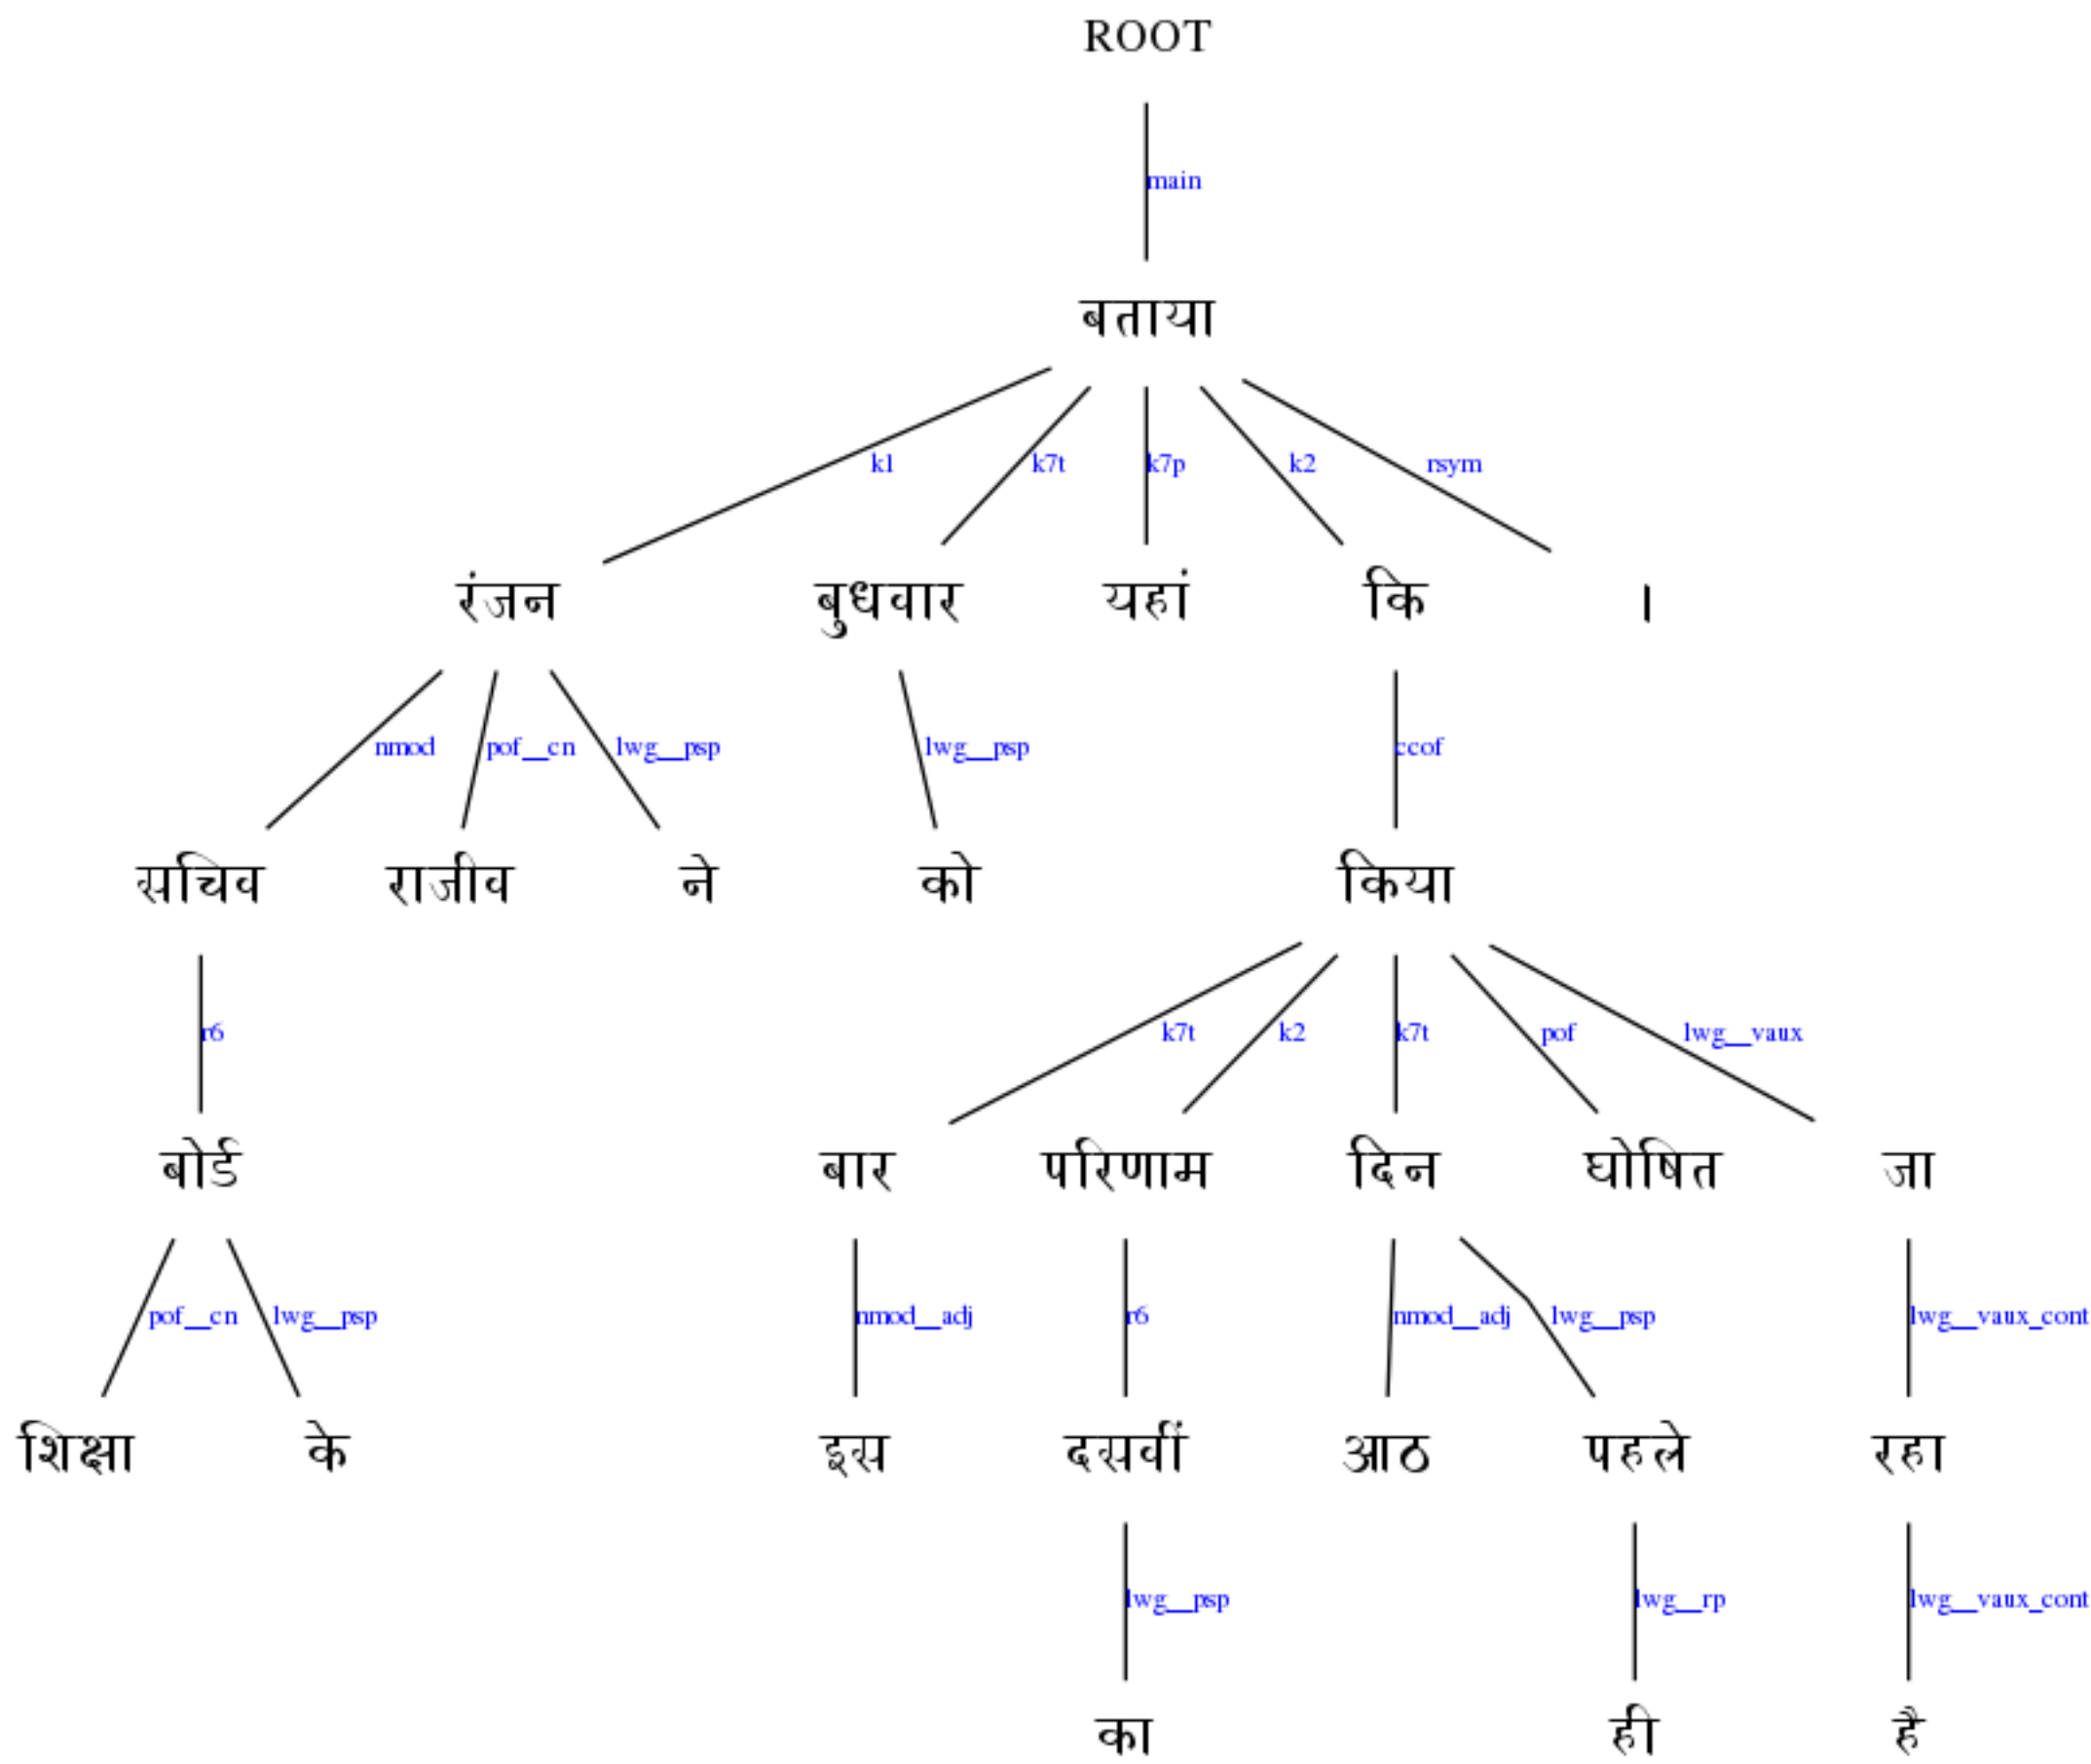 ROOT
main
बताया
k1 k7t k7p k2 rsym
रंजन बुधवार यहां कि ।
nmod pof__cn lwg__psp lwg__psp ccof
सचिव राजीव ने को किया
r6 k7t k2 k7t pof lwg__vaux
बोर्ड बार परिणाम दिन घोषित जा
pof__cn lwg__psp nmod__adj r6 nmod__adj lwg__psp lwg__vaux_cont
शिक्षा के इस दसवीं आठ पहले रहा
lwg__psp lwg__rp lwg__vaux_cont
का ही है